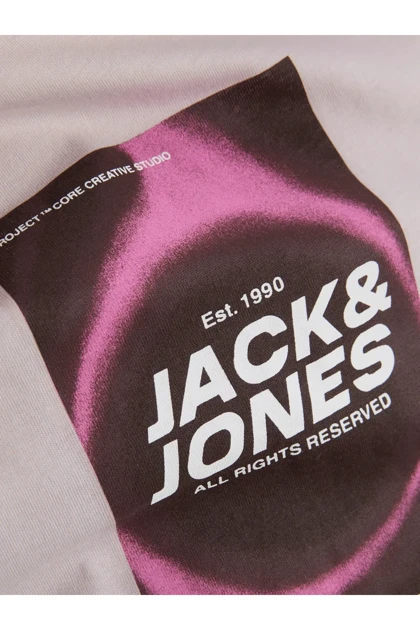 PROJECT™ CORE CREATIVE STUDIO
Est. 1990
JACK&
JONES
ALL RIGHTS RESERVED